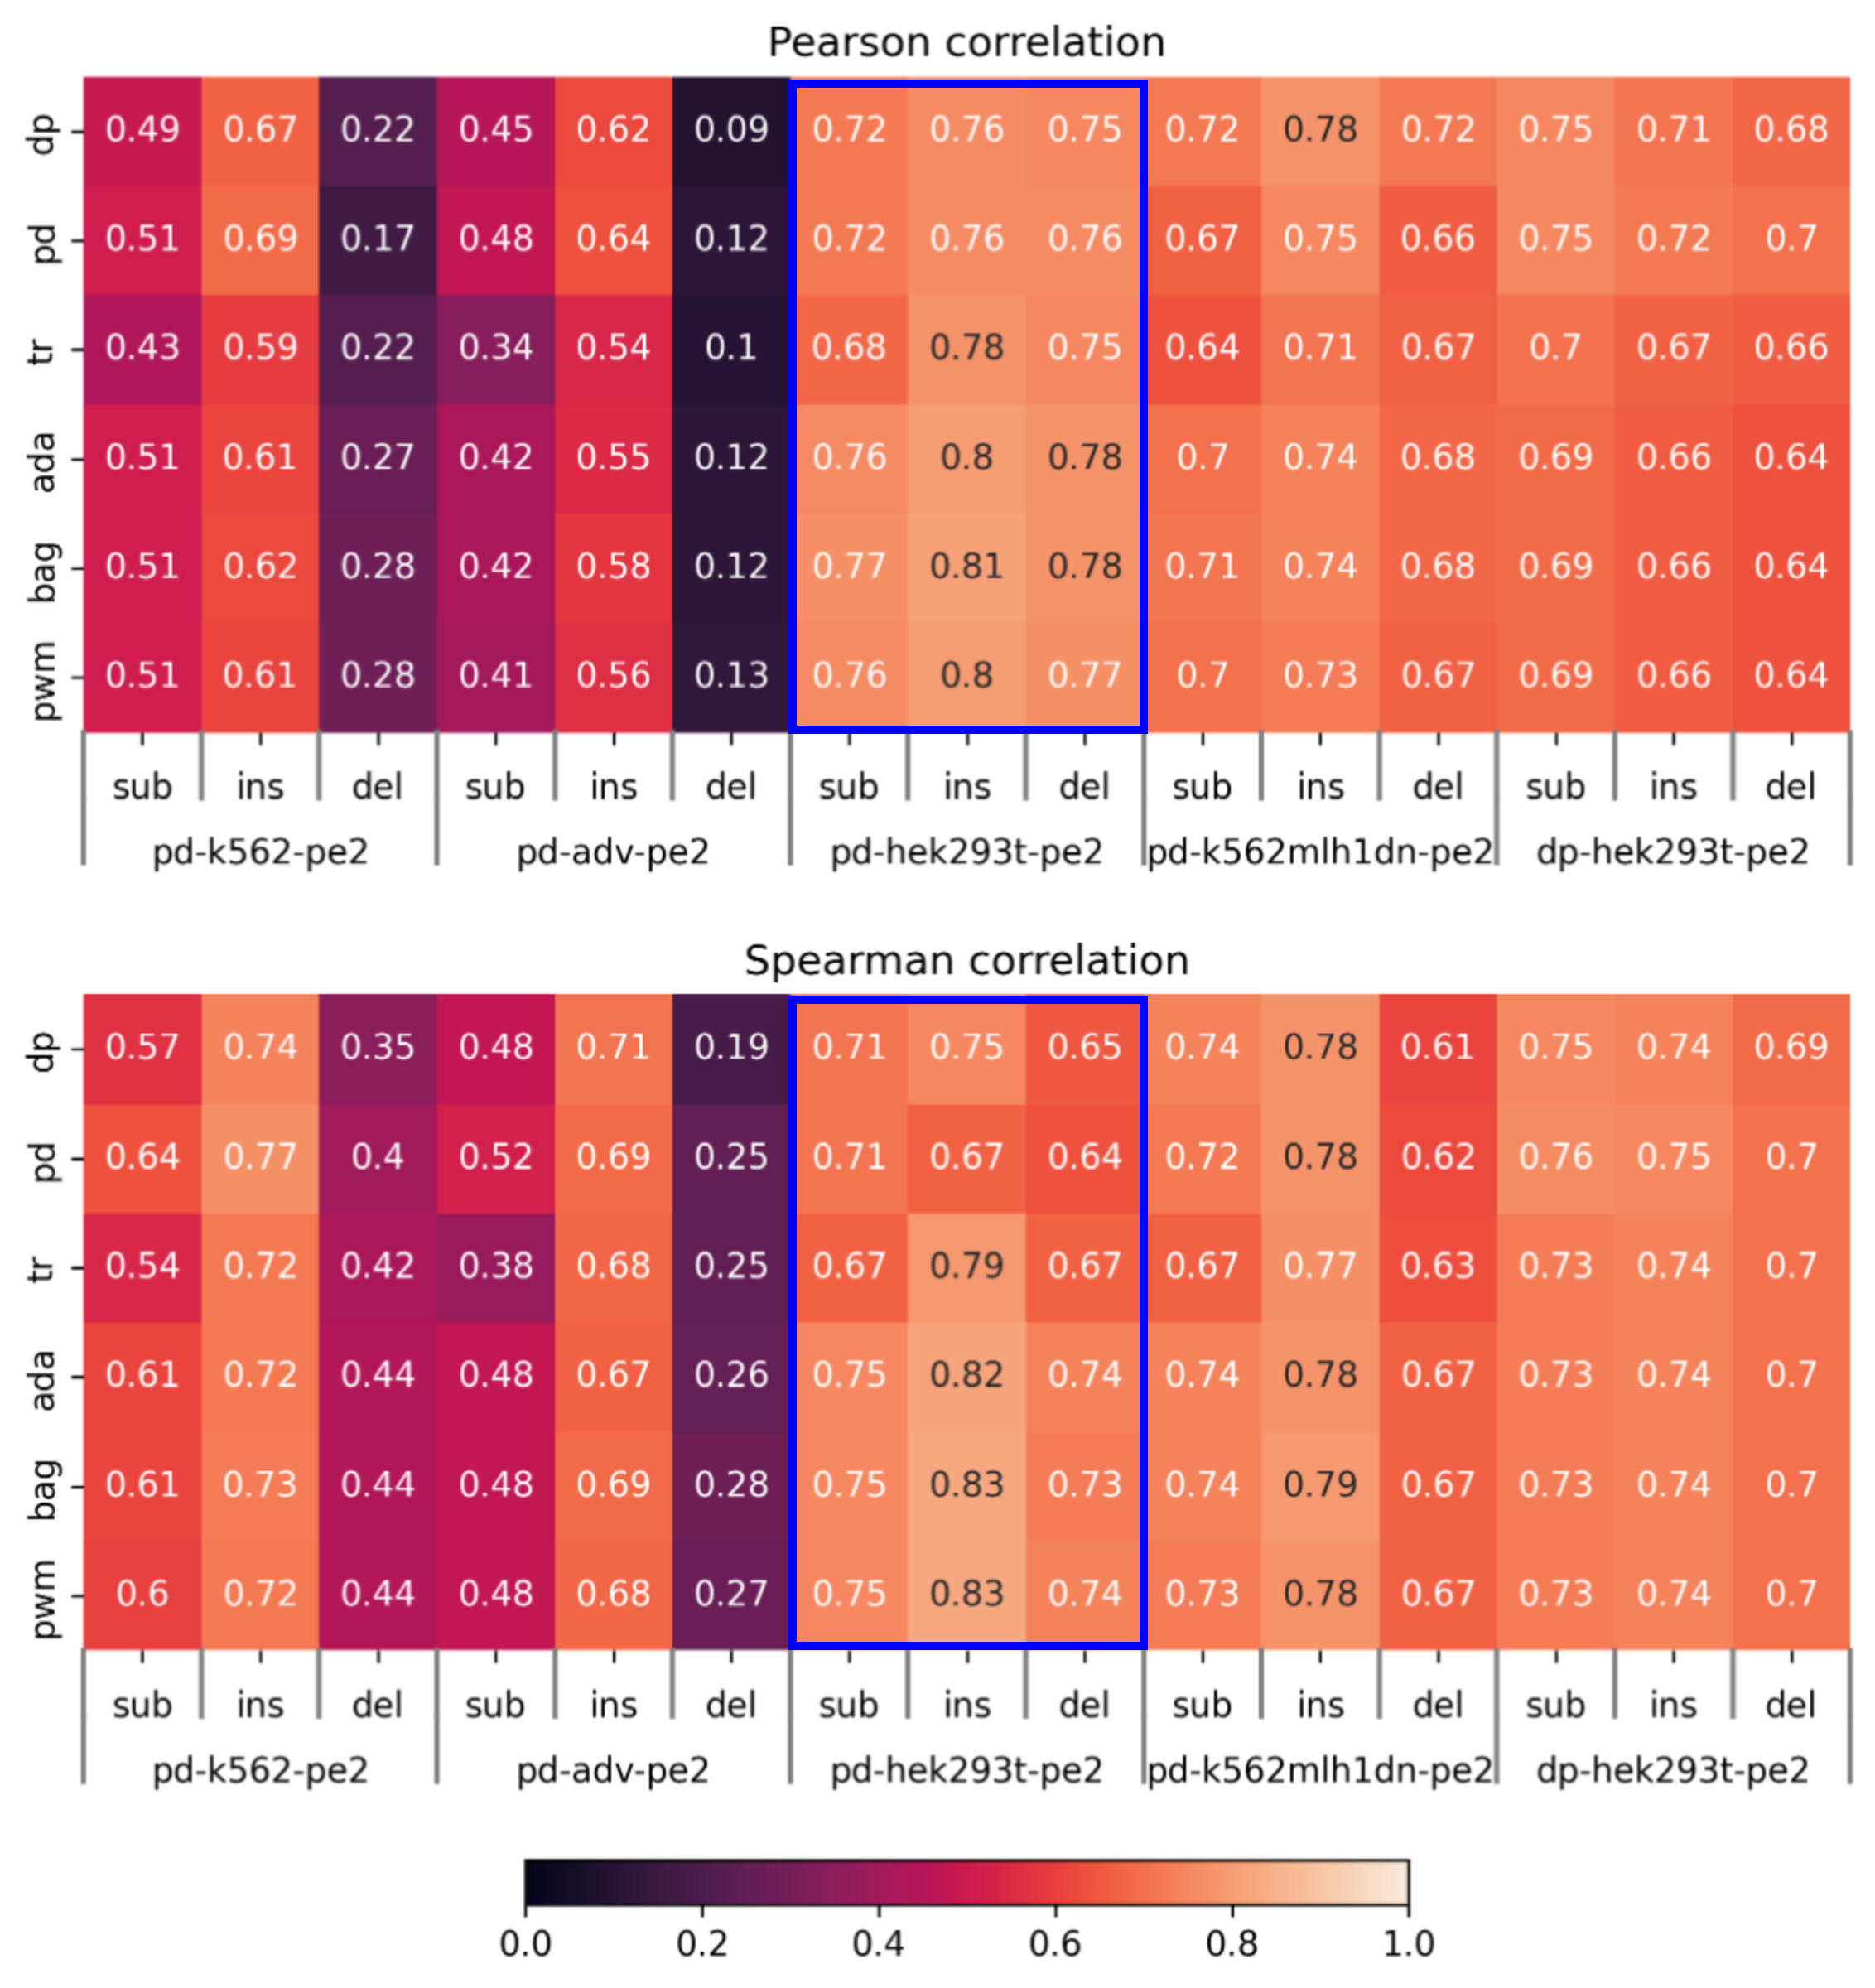 Pearson correlation
dp 0.49 0.67 0.22 0.45 0.62 0.09 0.72 0.76 0.75 0.72 0.78 0.72 0.75 0.71 0.68
pd 0.51 0.69 0.17 0.48 0.64 0.12 0.72 0.76 0.76 0.67 0.75 0.66 0.75 0.72 0.7
tr 0.43 0.59 0.22 0.34 0.54 0.1 0.68 0.78 0.75 0.64 0.71 0.67 0.7 0.67 0.66
ada 0.51 0.61 0.27 0.42 0.55 0.12 0.76 0.8 0.78 0.7 0.74 0.68 0.69 0.66 0.64
bag 0.51 0.62 0.28 0.42 0.58 0.12 0.77 0.81 0.78 0.71 0.74 0.68 0.69 0.66 0.64
pwm 0.51 0.61 0.28 0.41 0.56 0.13 0.76 0.8 0.77 0.7 0.73 0.67 0.69 0.66 0.64
sub ins del sub ins del sub ins del sub ins del sub ins del
pd-k562-pe2 pd-adv-pe2 pd-hek293t-pe2 pd-k562mlh1dn-pe2 dp-hek293t-pe2
Spearman correlation
dp 0.57 0.74 0.35 0.48 0.71 0.19 0.71 0.75 0.65 0.74 0.78 0.61 0.75 0.74 0.69
pd 0.64 0.77 0.4 0.52 0.69 0.25 0.71 0.67 0.64 0.72 0.78 0.62 0.76 0.75 0.7
tr 0.54 0.72 0.42 0.38 0.68 0.25 0.67 0.79 0.67 0.67 0.77 0.63 0.73 0.74 0.7
ada 0.61 0.72 0.44 0.48 0.67 0.26 0.75 0.82 0.74 0.74 0.78 0.67 0.73 0.74 0.7
bag 0.61 0.73 0.44 0.48 0.69 0.28 0.75 0.83 0.73 0.74 0.79 0.67 0.73 0.74 0.7
pwm 0.6 0.72 0.44 0.48 0.68 0.27 0.75 0.83 0.74 0.73 0.78 0.67 0.73 0.74 0.7
sub ins del sub ins del sub ins del sub ins del sub ins del
pd-k562-pe2 pd-adv-pe2 pd-hek293t-pe2 pd-k562mlh1dn-pe2 dp-hek293t-pe2
0.0 0.2 0.4 0.6 0.8 1.0